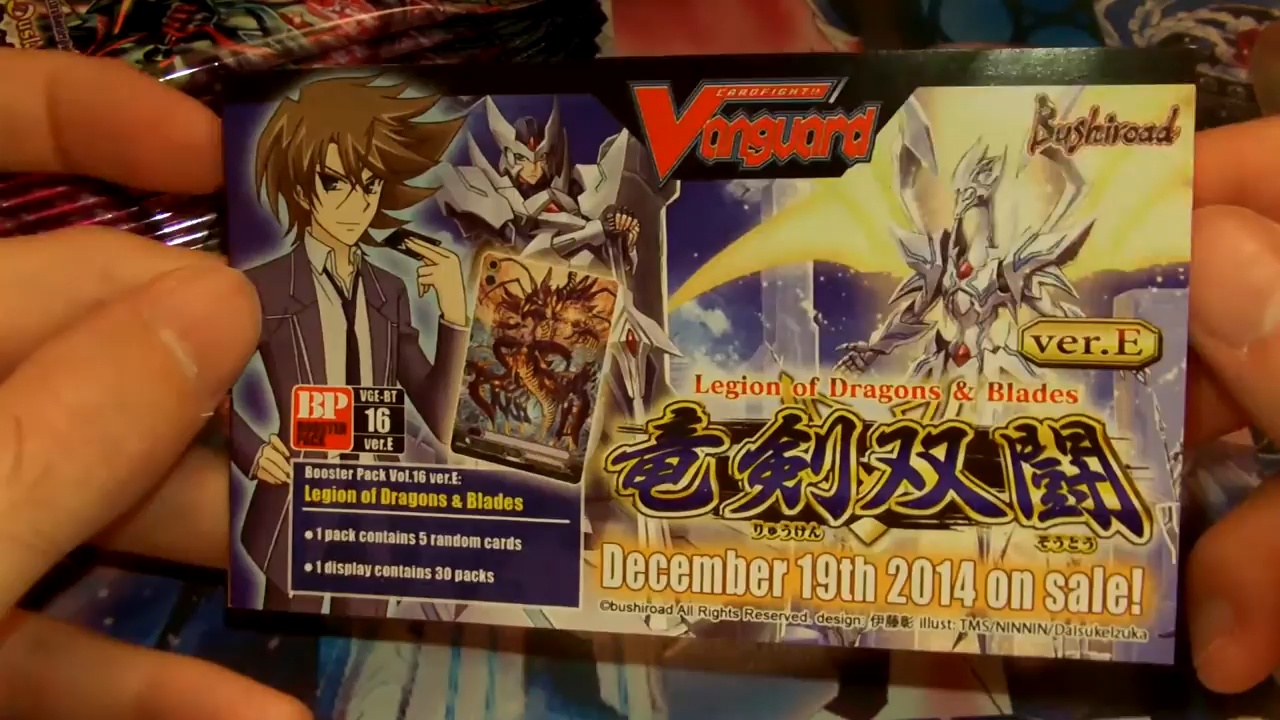 CARDFIGHT!!
Vanguard
Bushiroad
ver.E
Legion of Dragons & Blades
竜剣双闘
りゅうけん そうとう
December 19th 2014 on sale!
©bushiroad All Rights Reserved. design: 伊藤彰 illust: TMS/NINNIN/DaisukeIzuka
BP
BOOSTER
PACK
VGE-BT
16
ver.E
Booster Pack Vol.16 ver.E:
Legion of Dragons & Blades
●1 pack contains 5 random cards
●1 display contains 30 packs